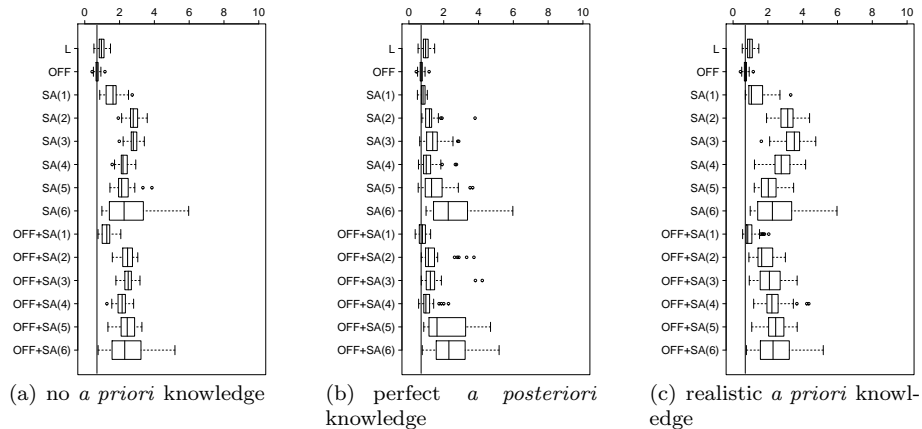 0 2 4 6 8 10
L
OFF
SA(1)
SA(2)
SA(3)
SA(4)
SA(5)
SA(6)
OFF+SA(1)
OFF+SA(2)
OFF+SA(3)
OFF+SA(4)
OFF+SA(5)
OFF+SA(6)
(a) no a priori knowledge
0 2 4 6 8 10
L
OFF
SA(1)
SA(2)
SA(3)
SA(4)
SA(5)
SA(6)
OFF+SA(1)
OFF+SA(2)
OFF+SA(3)
OFF+SA(4)
OFF+SA(5)
OFF+SA(6)
(b) perfect a posteriori
knowledge
0 2 4 6 8 10
L
OFF
SA(1)
SA(2)
SA(3)
SA(4)
SA(5)
SA(6)
OFF+SA(1)
OFF+SA(2)
OFF+SA(3)
OFF+SA(4)
OFF+SA(5)
OFF+SA(6)
(c) realistic a priori knowl-
edge